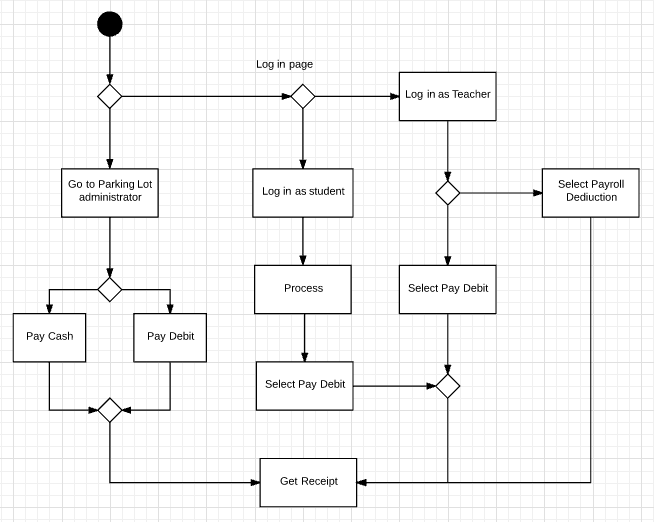 Log in page
Log in as Teacher
Go to Parking Lot
administrator
Log in as student
Select Payroll
Dediuction
Process
Select Pay Debit
Pay Cash
Pay Debit
Select Pay Debit
Get Receipt